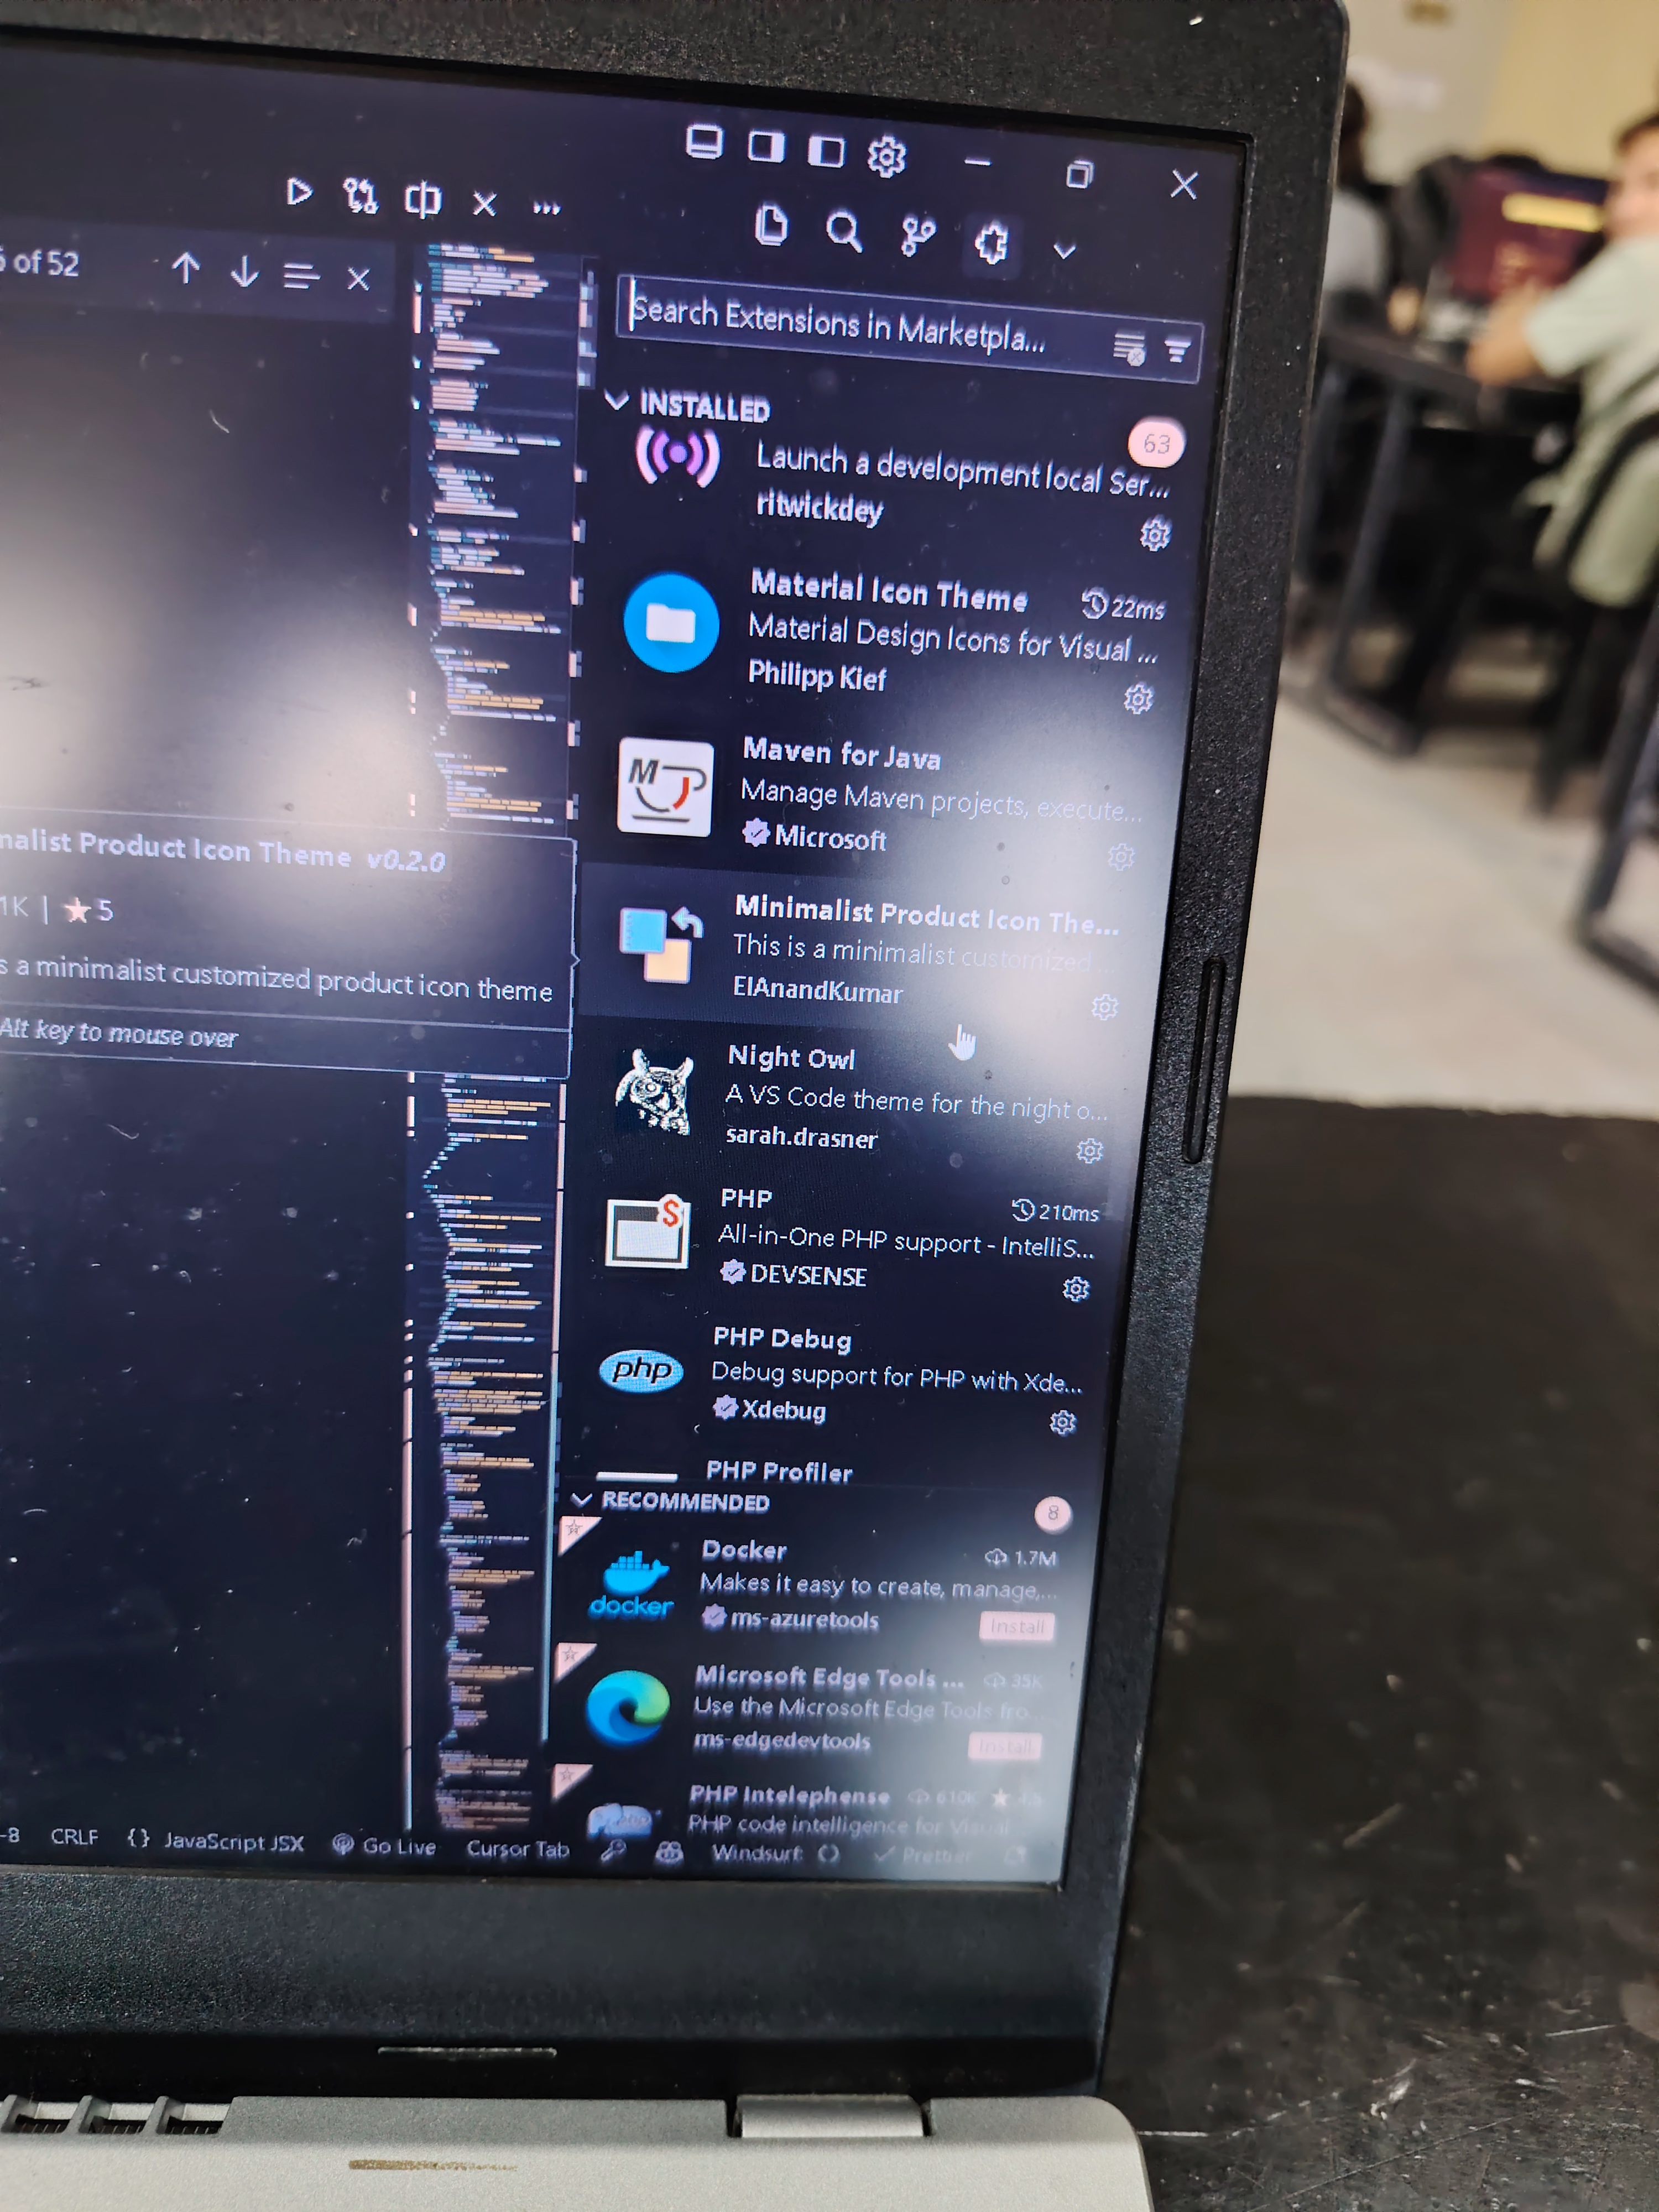 of 52
Search Extensions in Marketpla...
INSTALLED
63
Launch a development local Ser...
ritwickdey
Material Icon Theme
22ms
Material Design Icons for Visual ...
Philipp Kief
Maven for Java
Manage Maven projects, execute...
Microsoft
nalist Product Icon Theme v0.2.0
1K | ★ 5
s a minimalist customized product icon theme
Alt key to mouse over
Minimalist Product Icon The...
This is a minimalist customized ...
ElAnandKumar
Night Owl
A VS Code theme for the night o...
sarah.drasner
PHP
210ms
All-in-One PHP support - IntelliS...
DEVSENSE
php
PHP Debug
Debug support for PHP with Xde...
Xdebug
PHP Profiler
RECOMMENDED
8
docker
Docker
1.7M
Makes it easy to create, manage,...
ms-azuretools
Install
Microsoft Edge Tools ...
35K
Use the Microsoft Edge Tools fro...
ms-edgedevtools
Install
PHP Intelephense
610K
PHP code intelligence for Visual
-8
CRLF
{} JavaScript JSX
Go Live
Cursor Tab
Windsurf: {}
Prettier